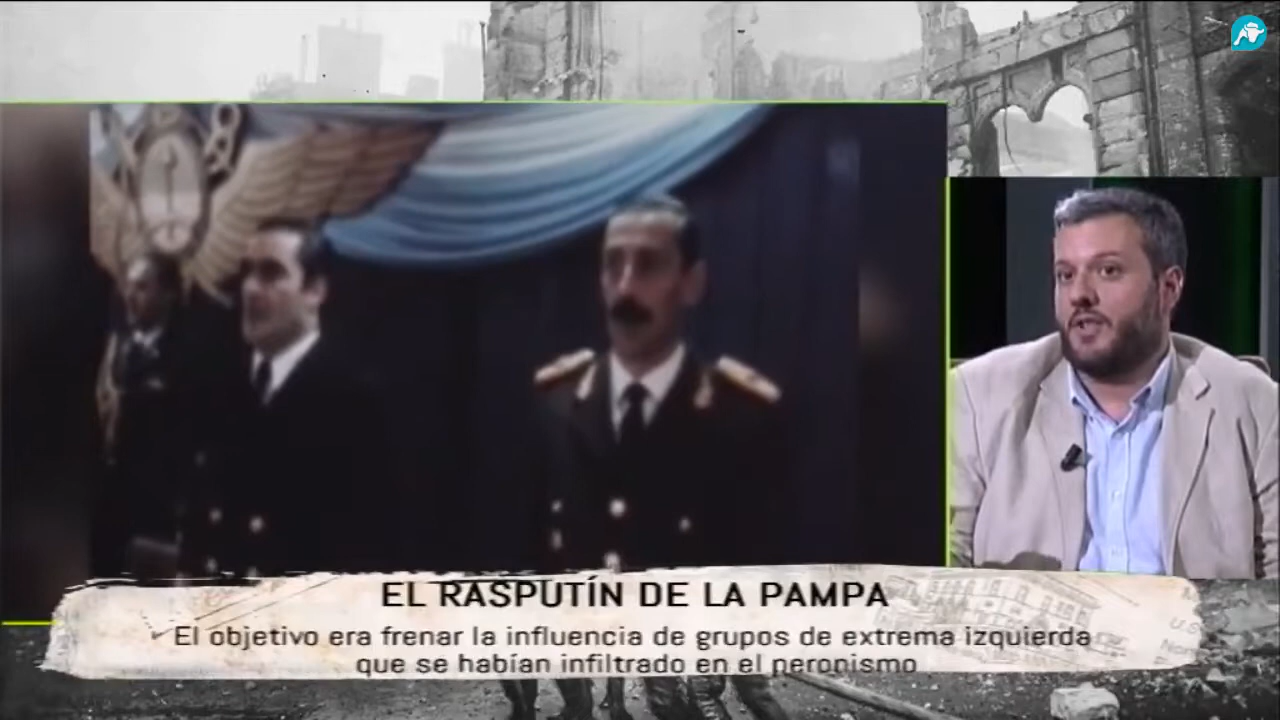 EL RASPUTÍN DE LA PAMPA
El objetivo era frenar la influencia de grupos de extrema izquierda
que se habían infiltrado en el peronismo